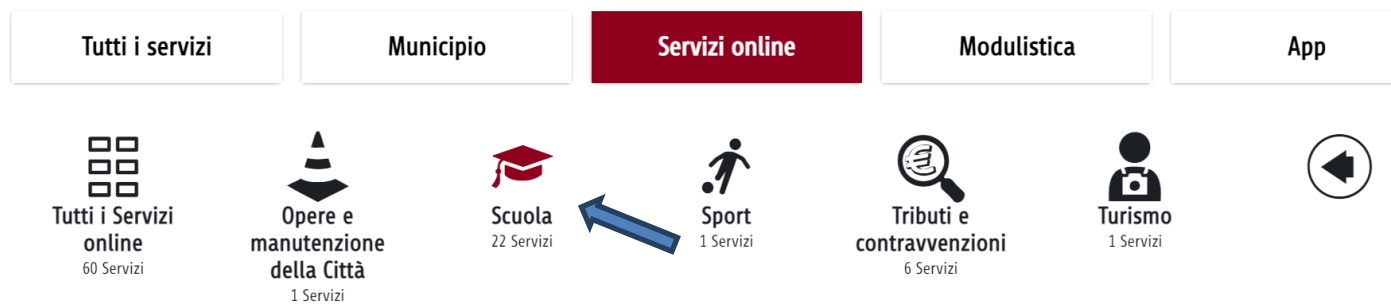 Tutti i servizi
Municipio
Servizi online
Modulistica
App
Tutti i Servizi
online
60 Servizi
Opere e
manutenzione
della Città
1 Servizi
Scuola
22 Servizi
Sport
1 Servizi
Tributi e
contravvenzioni
6 Servizi
Turismo
1 Servizi